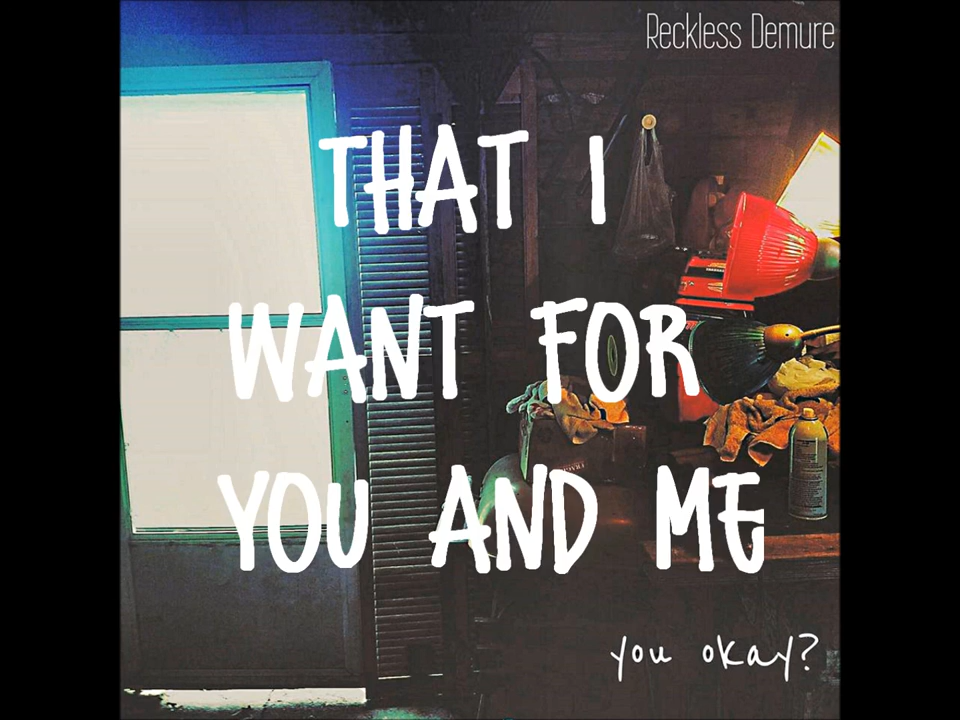 Reckless Demure
THAT I
WANT FOR
YOU AND ME
you okay?